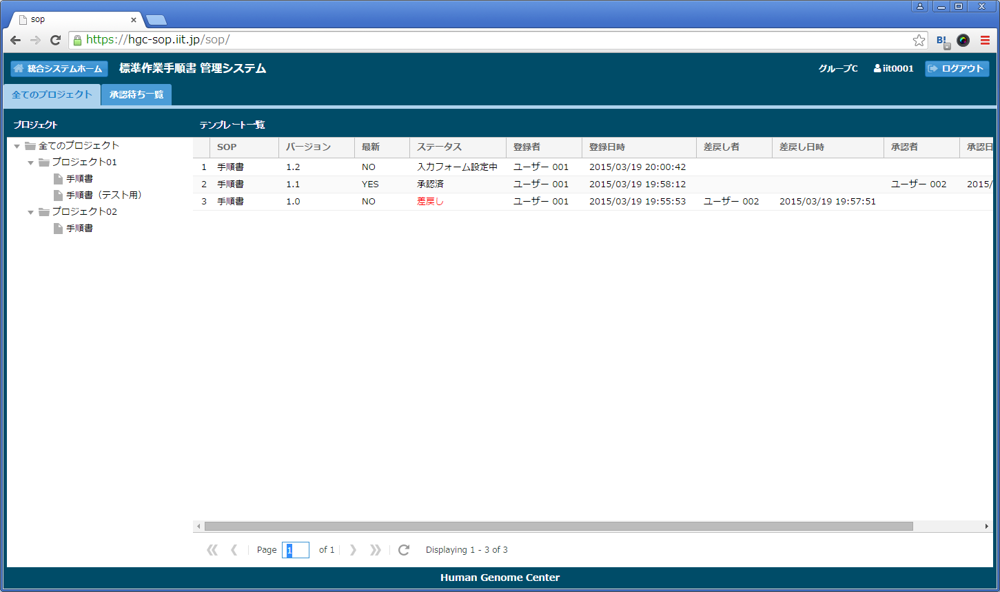 sop
https://hgc-sop.iit.jp/sop/
B!
統合システムホーム 標準作業手順書 管理システム グループC iit0001 ログアウト
全てのプロジェクト 承認待ち一覧
プロジェクト テンプレート一覧
全てのプロジェクト
プロジェクト01
手順書
手順書（テスト用）
プロジェクト02
手順書
SOP バージョン 最新 ステータス 登録者 登録日時 差戻し者 差戻し日時 承認者 承認日
1 手順書 1.2 NO 入力フォーム設定中 ユーザー 001 2015/03/19 20:00:42
2 手順書 1.1 YES 承認済 ユーザー 001 2015/03/19 19:58:12 ユーザー 002 2015/
3 手順書 1.0 NO 差戻し ユーザー 001 2015/03/19 19:55:53 ユーザー 002 2015/03/19 19:57:51
Page 1 of 1 Displaying 1 - 3 of 3
Human Genome Center